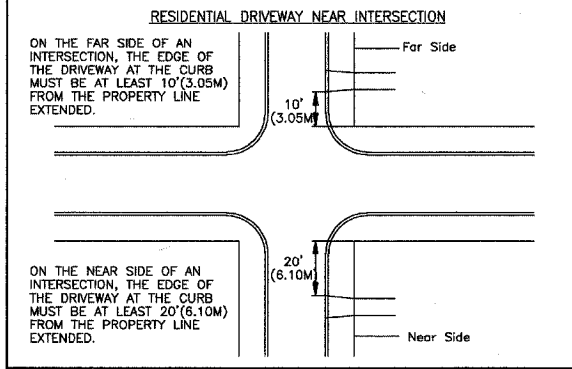 RESIDENTIAL DRIVEWAY NEAR INTERSECTION
ON THE FAR SIDE OF AN
INTERSECTION, THE EDGE OF
THE DRIVEWAY AT THE CURB
MUST BE AT LEAST 10'(3.05M)
FROM THE PROPERTY LINE
EXTENDED.
Far Side
10'
(3.05M
20'
(6.10M)
ON THE NEAR SIDE OF AN
INTERSECTION, THE EDGE OF
THE DRIVEWAY AT THE CURB
MUST BE AT LEAST 20'(6.10M)
FROM THE PROPERTY LINE
EXTENDED.
Near Side